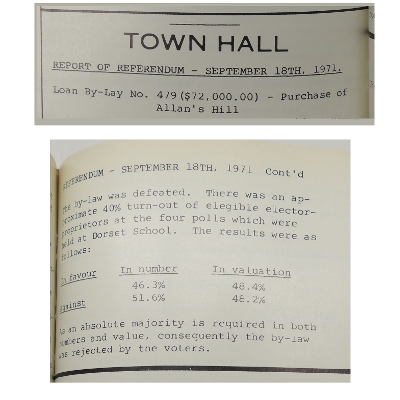 TOWN HALL
REPORT OF REFERENDUM - SEPTEMBER 18TH, 1971.
Loan By-Lay No. 479 ($72,000.00) - Purchase of
Allan's Hill
REFERENDUM - SEPTEMBER 18TH, 1971 Cont'd
The by-law was defeated. There was an ap-
proximate 40% turn-out of elegible elector-
proprietors at the four polls which were
held at Dorset School. The results were as
follows:
In number In valuation
In favour 46.3% 48.4%
Against 51.6% 48.2%
As an absolute majority is required in both
numbers and value, consequently the by-law
was rejected by the voters.